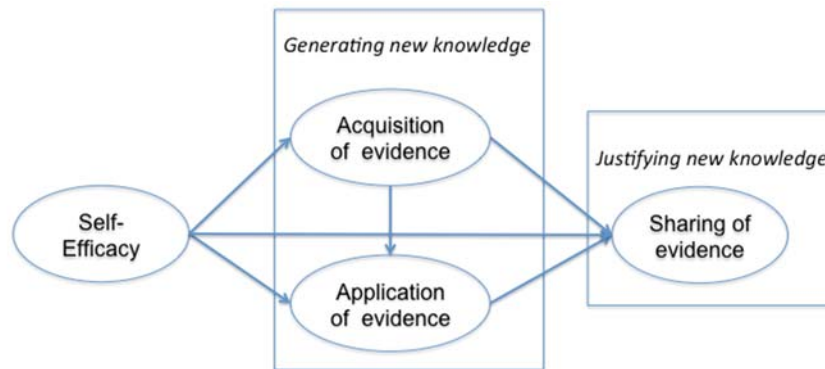 Generating new knowledge
Acquisition
of evidence
Justifying new knowledge
Self-
Efficacy
Sharing of
evidence
Application
of evidence